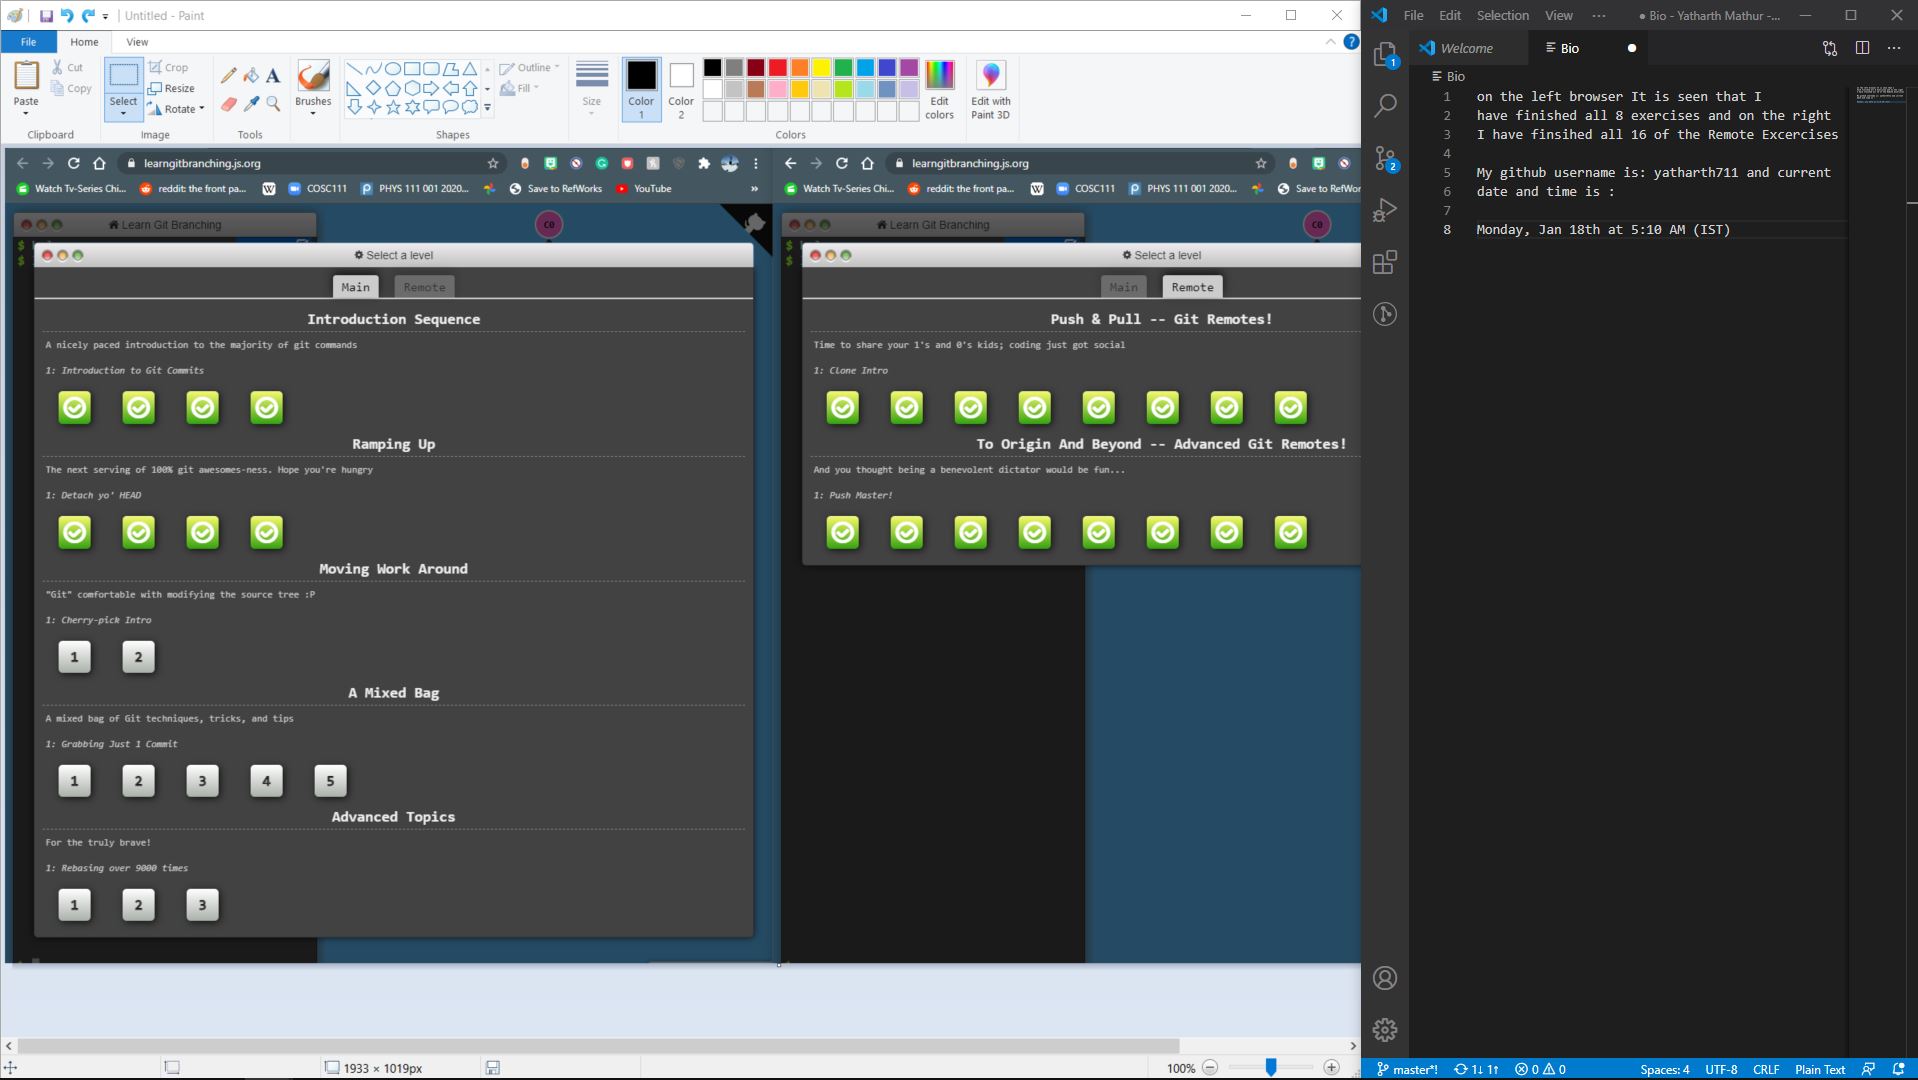 Untitled - Paint
File
Home
View
Paste
Cut
Copy
Clipboard
Select
Crop
Resize
Rotate
Image
Tools
Brushes
Outline
Fill
Shapes
Size
Color
1
Color
2
Edit
colors
Edit with
Paint 3D
Colors
learngitbranching.js.org
Watch Tv-Series Chi...
reddit: the front pa...
COSC111
PHYS 111 001 2020...
Save to RefWorks
YouTube
»
Learn Git Branching
C0
$
$
Select a level
Main
Remote
Introduction Sequence
A nicely paced introduction to the majority of git commands
1: Introduction to Git Commits
Ramping Up
The next serving of 100% git awesomes-ness. Hope you're hungry
1: Detach yo' HEAD
Moving Work Around
"Git" comfortable with modifying the source tree :P
1: Cherry-pick Intro
1 2
A Mixed Bag
A mixed bag of Git techniques, tricks, and tips
1: Grabbing Just 1 Commit
1 2 3 4 5
Advanced Topics
For the truly brave!
1: Rebasing over 9000 times
1 2 3
learngitbranching.js.org
Watch Tv-Series Chi...
reddit: the front pa...
COSC111
PHYS 111 001 2020...
Save to RefWor
Learn Git Branching
C0
$
$
Select a level
Main
Remote
Push & Pull -- Git Remotes!
Time to share your 1's and 0's kids; coding just got social
1: Clone Intro
To Origin And Beyond -- Advanced Git Remotes!
And you thought being a benevolent dictator would be fun...
1: Push Master!
1933 × 1019px
100%
File Edit Selection View ···
● Bio - Yatharth Mathur -...
Welcome
Bio
Bio
1
2
1 on the left browser It is seen that I
2 have finished all 8 exercises and on the right
3 I have finsihed all 16 of the Remote Excercises
4
5 My github username is: yatharth711 and current
6 date and time is :
7
8 Monday, Jan 18th at 5:10 AM (IST)
master*!
1↓ 1↑
0
0
Spaces: 4
UTF-8
CRLF
Plain Text